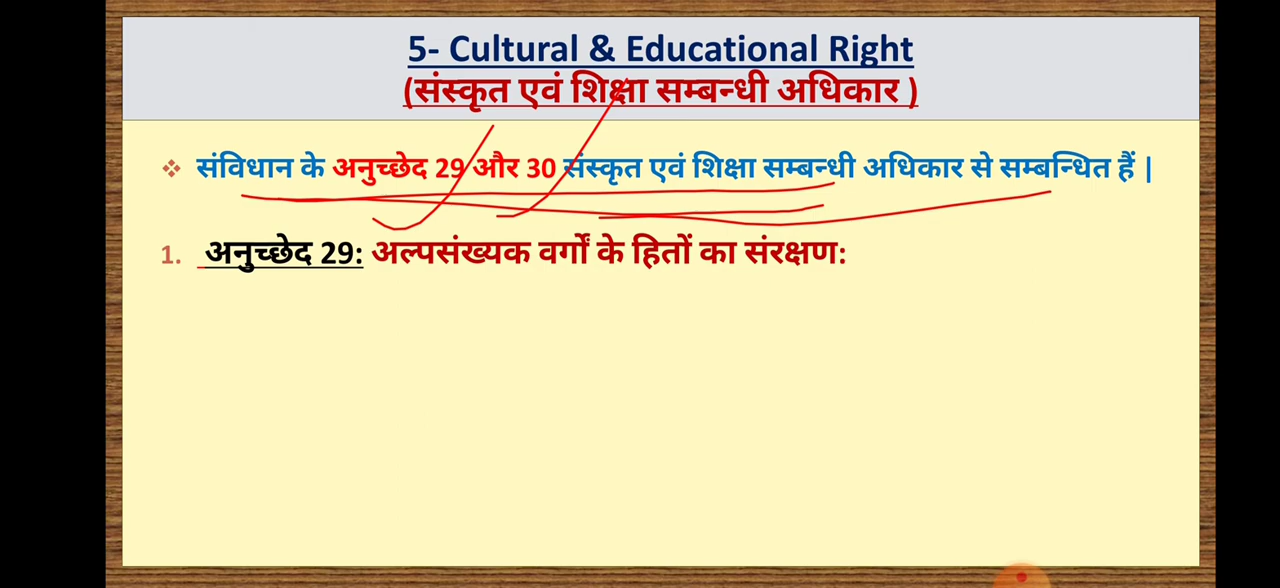 5- Cultural & Educational Right
(संस्कृत एवं शिक्षा सम्बन्धी अधिकार )
❖ संविधान के अनुच्छेद 29 और 30 संस्कृत एवं शिक्षा सम्बन्धी अधिकार से सम्बन्धित हैं |
1. अनुच्छेद 29: अल्पसंख्यक वर्गों के हितों का संरक्षण: